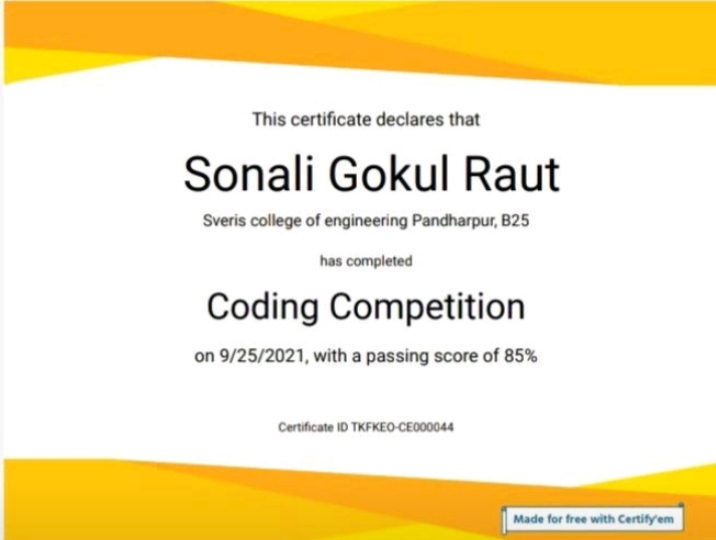 This certificate declares that
Sonali Gokul Raut
Sveris college of engineering Pandharpur, B25
has completed
Coding Competition
on 9/25/2021, with a passing score of 85%
Certificate ID TKFKEO-CE000044
Made for free with Certify'em